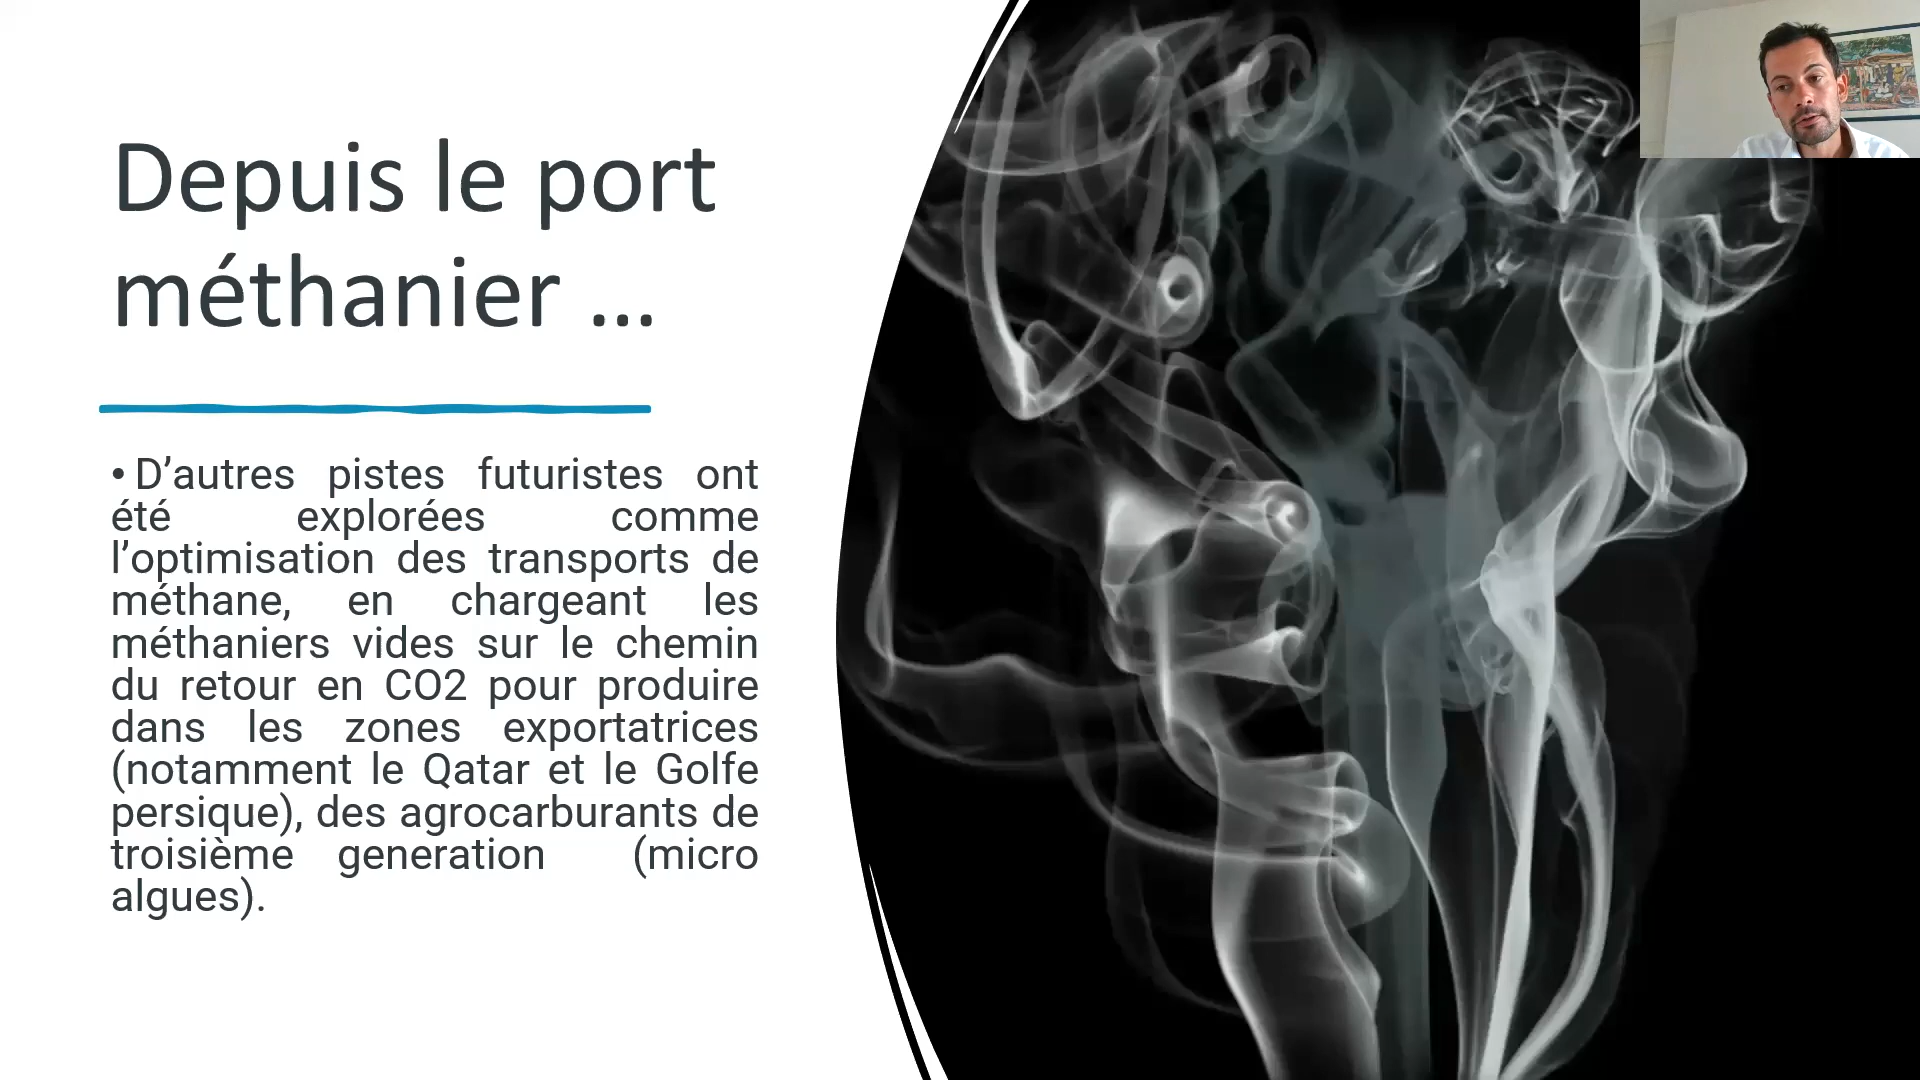 Depuis le port
méthanier ...
• D’autres pistes futuristes ont
été explorées comme
l’optimisation des transports de
méthane, en chargeant les
méthaniers vides sur le chemin
du retour en CO2 pour produire
dans les zones exportatrices
(notamment le Qatar et le Golfe
persique), des agrocarburants de
troisième generation (micro
algues).